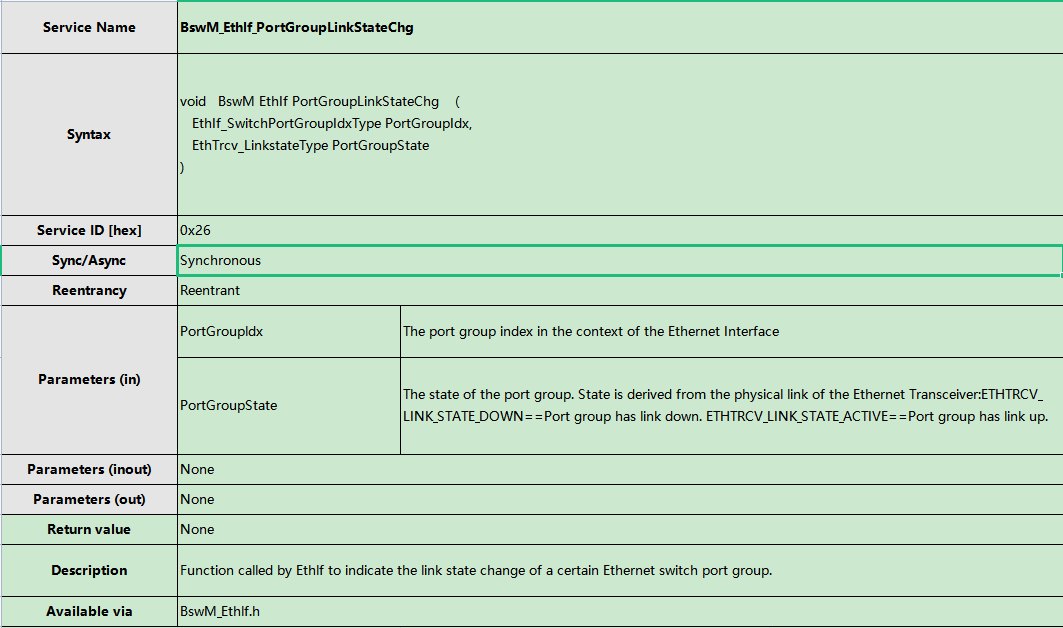 Service Name BswM_EthIf_PortGroupLinkStateChg
Syntax
void BswM EthIf PortGroupLinkStateChg (
EthIf_SwitchPortGroupIdxType PortGroupIdx,
EthTrcv_LinkstateType PortGroupState
)
Service ID [hex] 0x26
Sync/Async Synchronous
Reentrancy Reentrant
Parameters (in)
PortGroupIdx The port group index in the context of the Ethernet Interface
PortGroupState
The state of the port group. State is derived from the physical link of the Ethernet Transceiver:ETHTRCV_
LINK_STATE_DOWN==Port group has link down. ETHTRCV_LINK_STATE_ACTIVE==Port group has link up.
Parameters (inout) None
Parameters (out) None
Return value None
Description Function called by EthIf to indicate the link state change of a certain Ethernet switch port group.
Available via BswM_EthIf.h